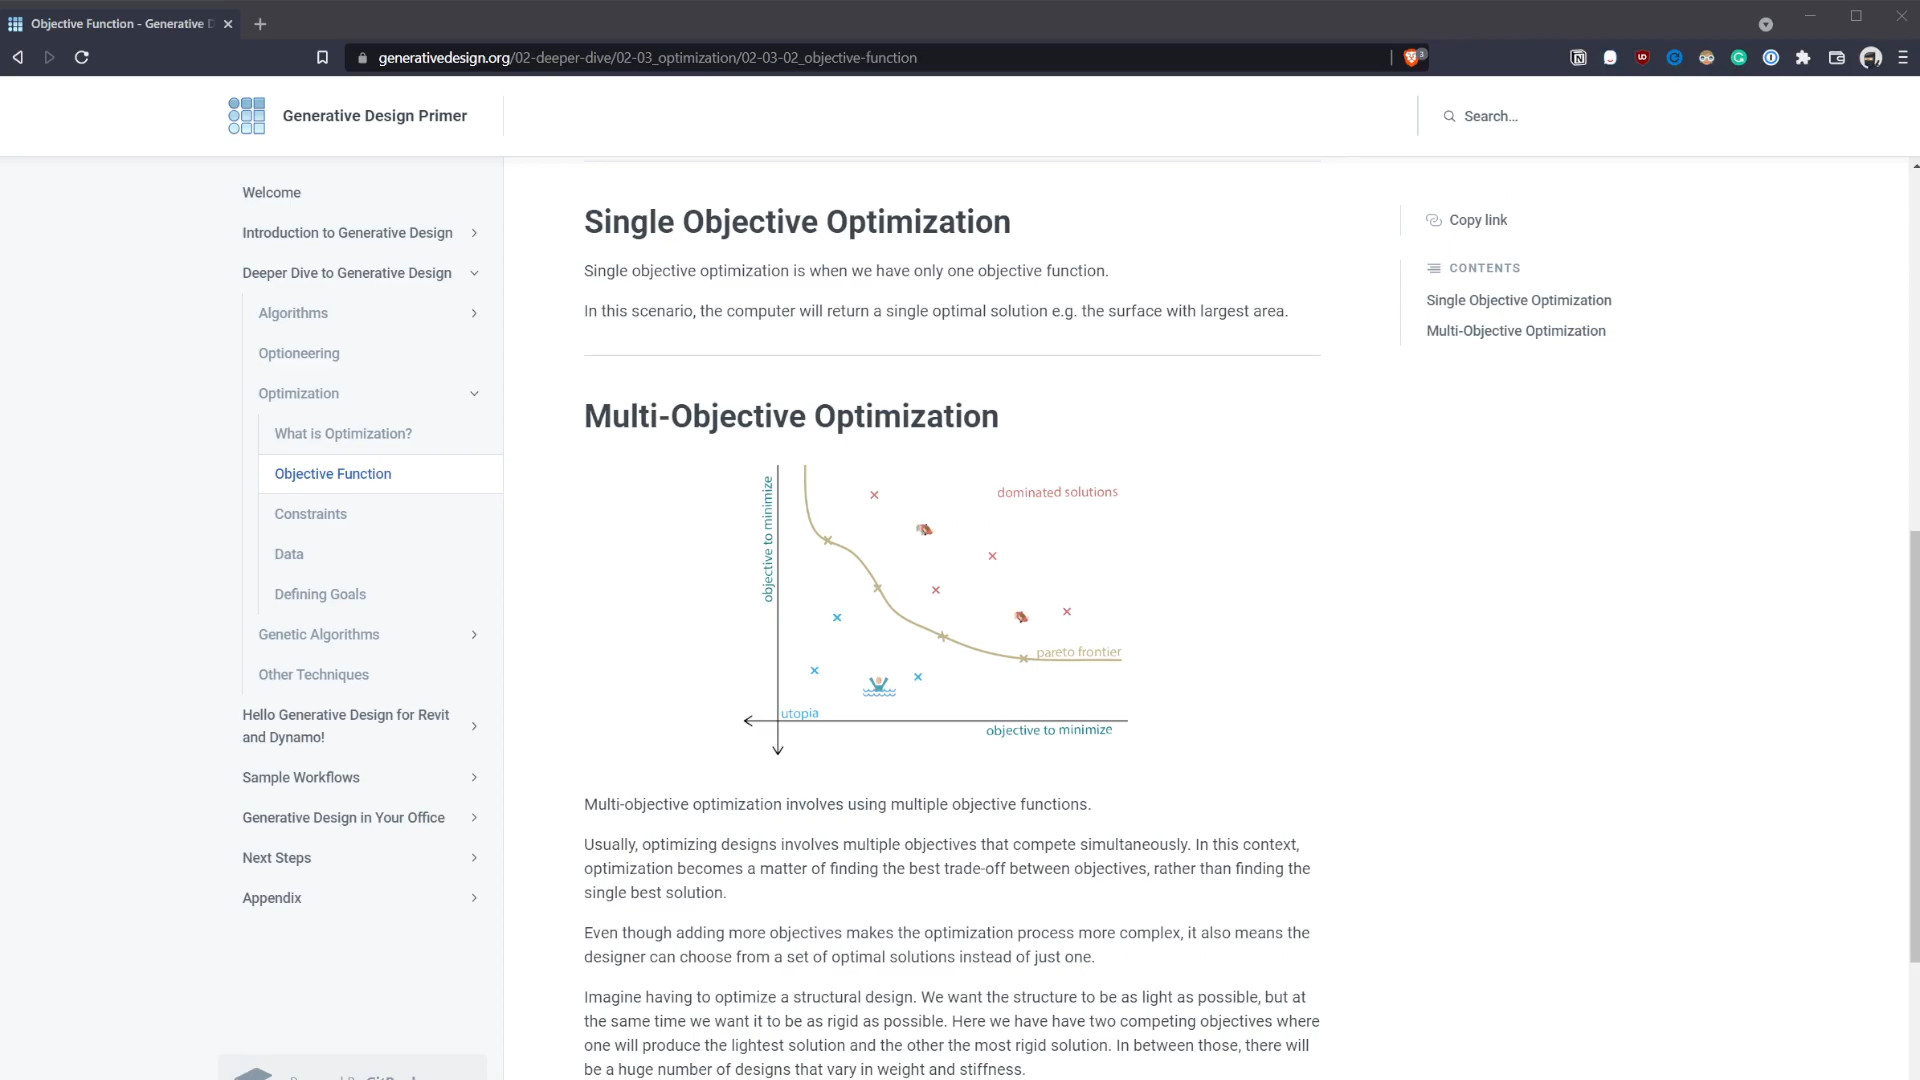 Objective Function - Generative D
generativedesign.org/02-deeper-dive/02-03_optimization/02-03-02_objective-function
3
Generative Design Primer
Search...
Welcome
Introduction to Generative Design
Deeper Dive to Generative Design
Algorithms
Optioneering
Optimization
What is Optimization?
Objective Function
Constraints
Data
Defining Goals
Genetic Algorithms
Other Techniques
Hello Generative Design for Revit
and Dynamo!
Sample Workflows
Generative Design in Your Office
Next Steps
Appendix
Single Objective Optimization
Single objective optimization is when we have only one objective function.
In this scenario, the computer will return a single optimal solution e.g. the surface with largest area.
Multi-Objective Optimization
objective to minimize
dominated solutions
pareto frontier
utopia
objective to minimize
Multi-objective optimization involves using multiple objective functions.
Usually, optimizing designs involves multiple objectives that compete simultaneously. In this context,
optimization becomes a matter of finding the best trade-off between objectives, rather than finding the
single best solution.
Even though adding more objectives makes the optimization process more complex, it also means the
designer can choose from a set of optimal solutions instead of just one.
Imagine having to optimize a structural design. We want the structure to be as light as possible, but at
the same time we want it to be as rigid as possible. Here we have have two competing objectives where
one will produce the lightest solution and the other the most rigid solution. In between those, there will
be a huge number of designs that vary in weight and stiffness.
Copy link
CONTENTS
Single Objective Optimization
Multi-Objective Optimization